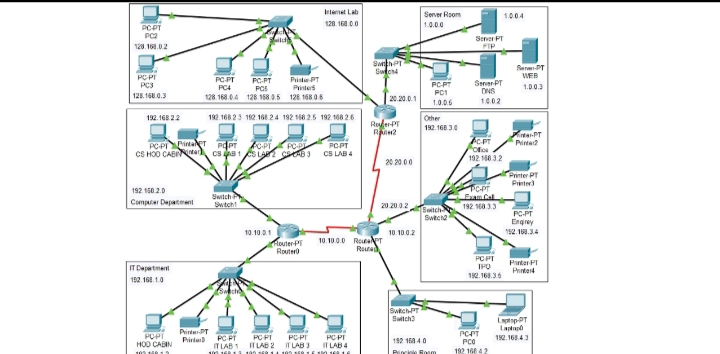 Internet Lab
128.168.0.0
PC-PT
PC2
128.168.0.2
Switch5
PC-PT
PC3
128.168.0.3
PC-PT
PC4
128.168.0.4
PC-PT
PC5
128.168.0.5
Printer-PT
Printer5
128.168.0.6
Server Room
1.0.0.0
1.0.0.4
Server-PT
FTP
Switch-PT
Switch4
Server-PT
WEB
1.0.0.3
PC-PT
PC1
1.0.0.5
Server-PT
DNS
1.0.0.2
20.20.0.1
Router-PT
Router2
20.20.0.0
20.20.0.2
192.168.2.2
192.168.2.3
192.168.2.4
192.168.2.5
192.168.2.6
PC-PT
CS HOD CABIN
PC-PT
CS LAB 1
PC-PT
CS LAB 2
PC-PT
CS LAB 3
PC-PT
CS LAB 4
192.168.2.0
Computer Department
Switch-PT
Switch1
10.10.0.1
Router-PT
Router0
10.10.0.0
Router-PT
10.10.0.2
Other
192.168.3.0
PC-PT
Office
192.168.3.2
Printer-PT
Printer2
Printer-PT
Printer3
PC-PT
Exam Cell
192.168.3.3
Switch-PT
Switch2
PC-PT
Enqirey
192.168.3.4
PC-PT
TPO
192.168.3.5
Printer-PT
Printer4
IT Department
192.168.1.0
PC-PT
HOD CABIN
Printer-PT
Printer0
PC-PT
IT LAB 1
PC-PT
IT LAB 2
PC-PT
IT LAB 3
PC-PT
IT LAB 4
Switch-PT
Switch3
PC-PT
PC0
192.168.4.2
Laptop-PT
Laptop0
192.168.4.3
192.168.4.0
Principle Room